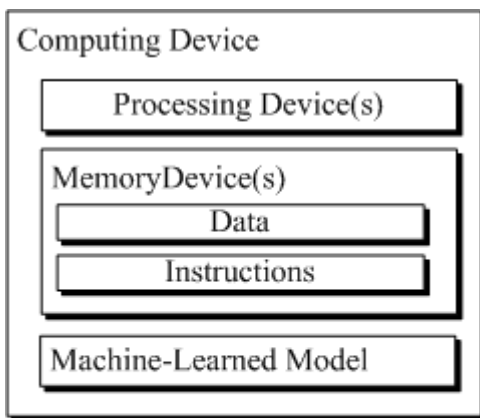 Computing Device
Processing Device(s)
MemoryDevice(s)
Data
Instructions
Machine-Learned Model